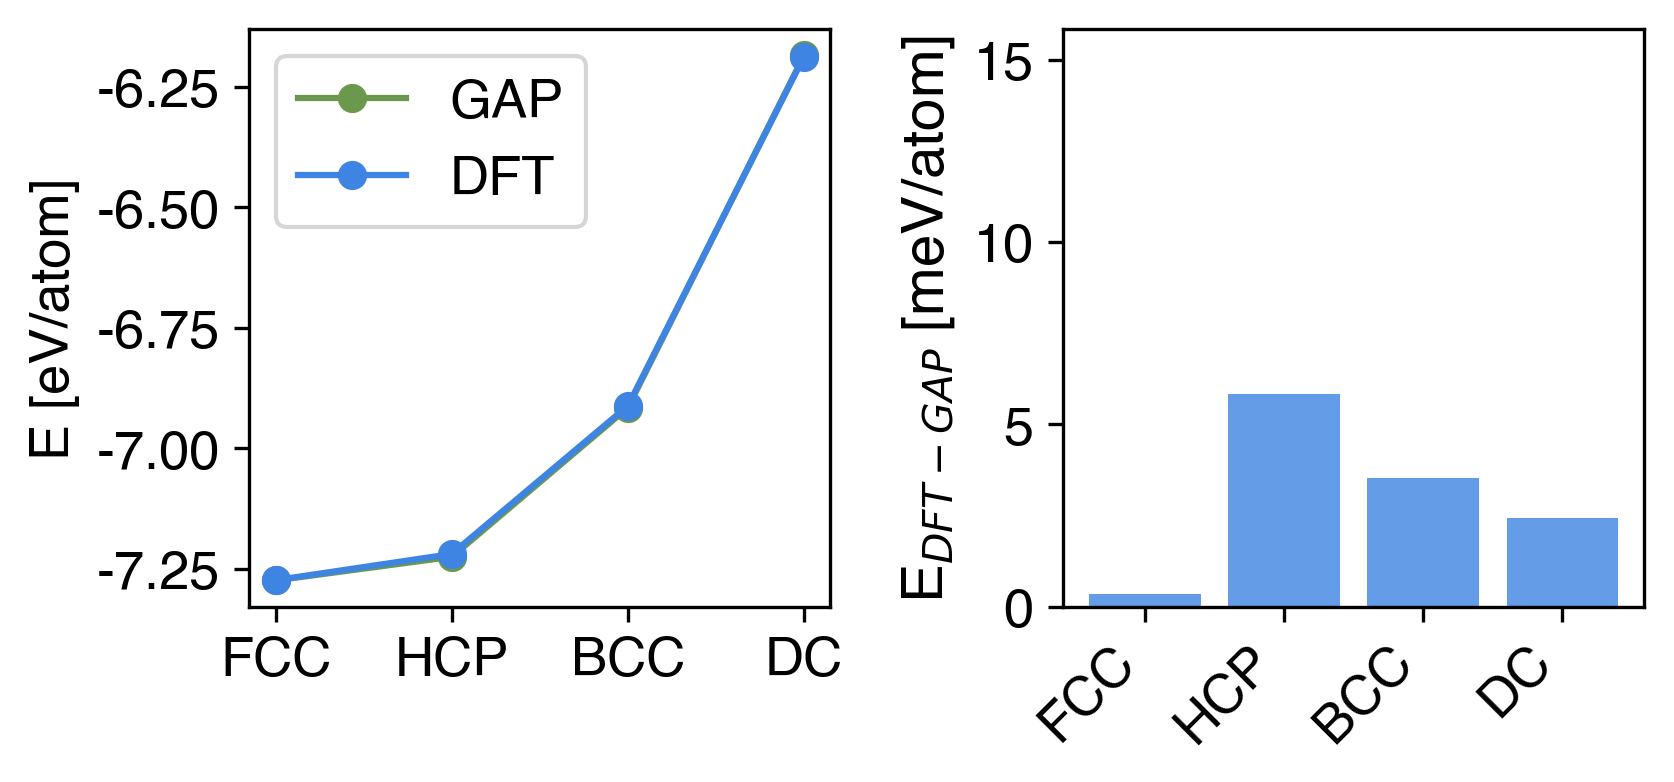 E [eV/atom]
-6.25
-6.50
-6.75
-7.00
-7.25
GAP
DFT
FCC HCP BCC DC
E_{DFT − GAP} [meV/atom]
15
10
5
0
FCC HCP BCC DC